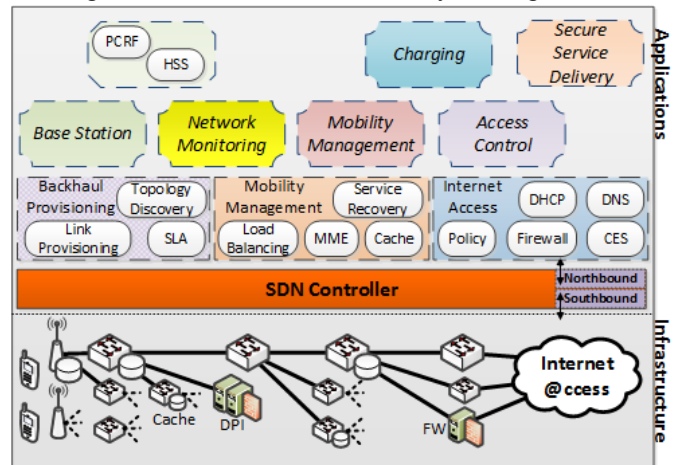 PCRF
HSS
Charging
Secure
Service
Delivery
Applications
Base Station
Network
Monitoring
Mobility
Management
Access
Control
Backhaul
Provisioning
Topology
Discovery
Link
Provisioning
SLA
Mobility
Management
Service
Recovery
Load
Balancing
MME
Cache
Internet
Access
DHCP
DNS
Policy
Firewall
CES
SDN Controller
Northbound
Southbound
Infrastructure
Internet
@ccess
Cache
DPI
FW